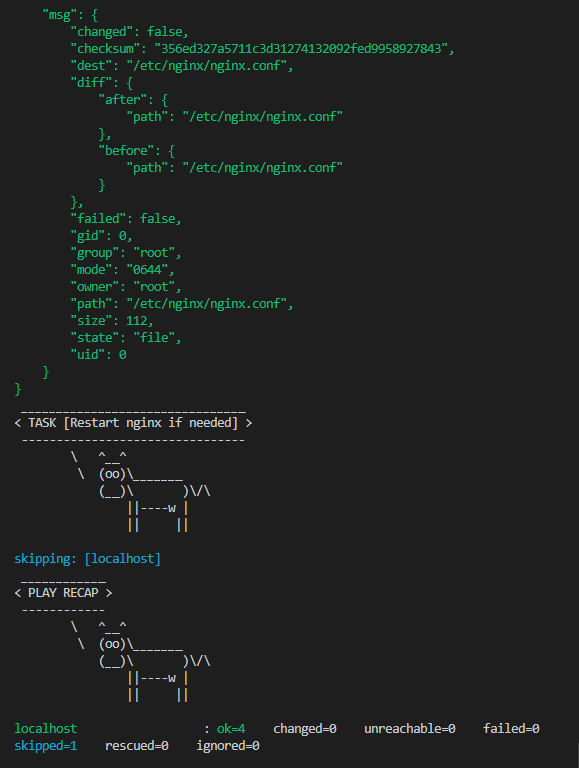 "msg": {
        "changed": false,
        "checksum": "356ed327a5711c3d31274132092fed9958927843",
        "dest": "/etc/nginx/nginx.conf",
        "diff": {
            "after": {
                "path": "/etc/nginx/nginx.conf"
            },
            "before": {
                "path": "/etc/nginx/nginx.conf"
            }
        },
        "failed": false,
        "gid": 0,
        "group": "root",
        "mode": "0644",
        "owner": "root",
        "path": "/etc/nginx/nginx.conf",
        "size": 112,
        "state": "file",
        "uid": 0
    }
}
 ________________________________
< TASK [Restart nginx if needed] >
 --------------------------------
        \   ^__^
         \  (oo)\_______
            (__)\       )\/\
                ||----w |
                ||     ||

skipping: [localhost]
 ____________
< PLAY RECAP >
 ------------
        \   ^__^
         \  (oo)\_______
            (__)\       )\/\
                ||----w |
                ||     ||

localhost                  : ok=4    changed=0    unreachable=0    failed=0
skipped=1    rescued=0    ignored=0